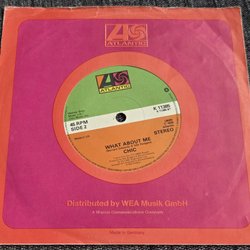 ATLANTIC
ATLANTIC
45 RPM
SIDE 2
K 11385
STEREO
WHAT ABOUT ME
CHIC
Distributed by WEA Musik GmbH
A Warner Communications Company
Made in Germany